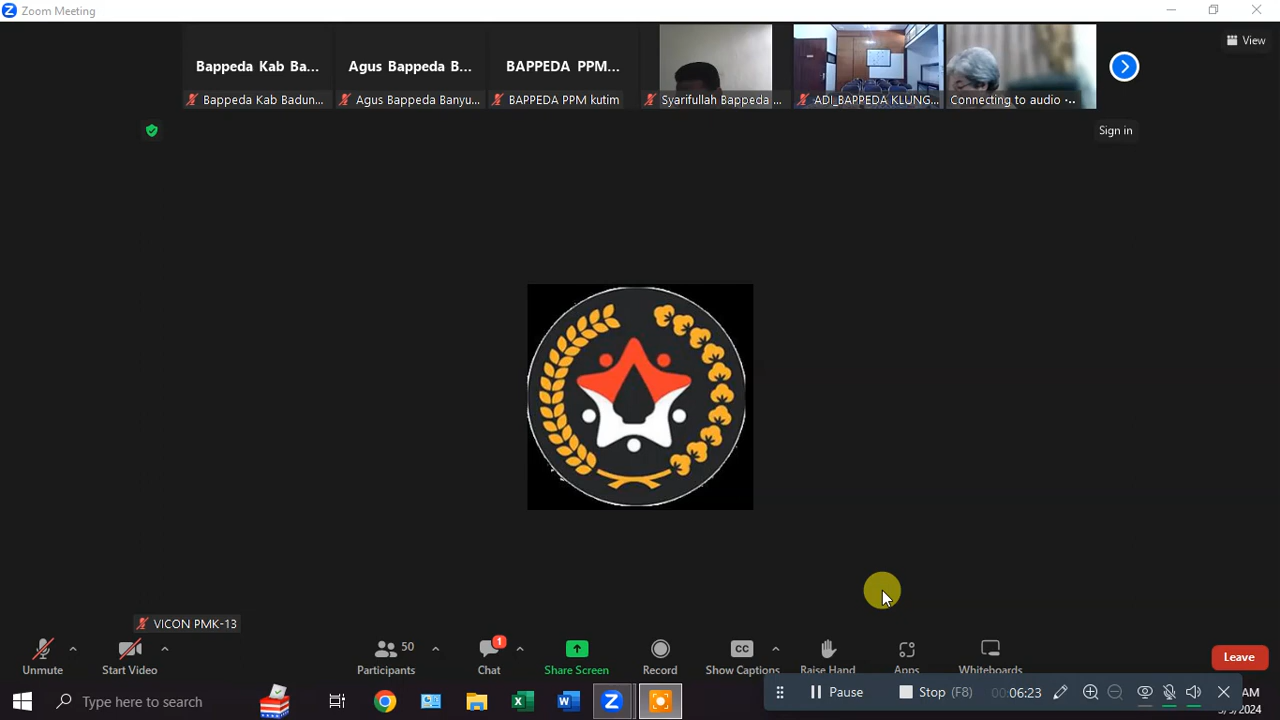 Zoom Meeting
Bappeda Kab Ba...
Agus Bappeda B...
BAPPEDA PPM...
Bappeda Kab Badun...
Agus Bappeda Banyu...
BAPPEDA PPM kutim
Syarifullah Bappeda ...
ADI_BAPPEDA KLUNG...
Connecting to audio ·..
View
Sign in
VICON PMK-13
Unmute
Start Video
50
Participants
1
Chat
Share Screen
Record
CC
Show Captions
Raise Hand
Apps
Whiteboards
Leave
Type here to search
Pause
Stop (F8)
00:06:23
AM